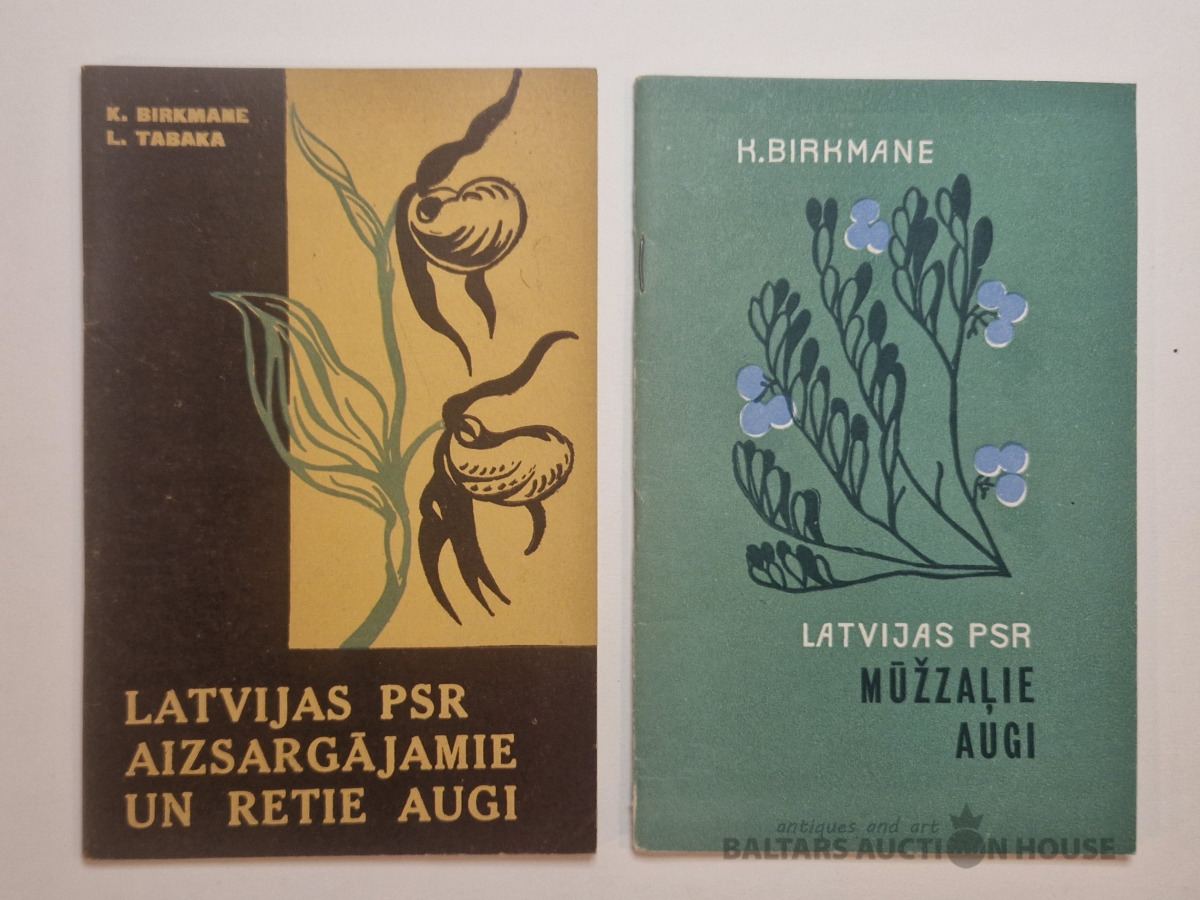 K. BIRKMANE
L. TABAKA
LATVIJAS PSR
AIZSARGĀJAMIE
UN RETIE AUGI
K.BIRKMANE
LATVIJAS PSR
MŪŽZAĻIE
AUGI
antiques and art
BALTARS AUCTION HOUSE